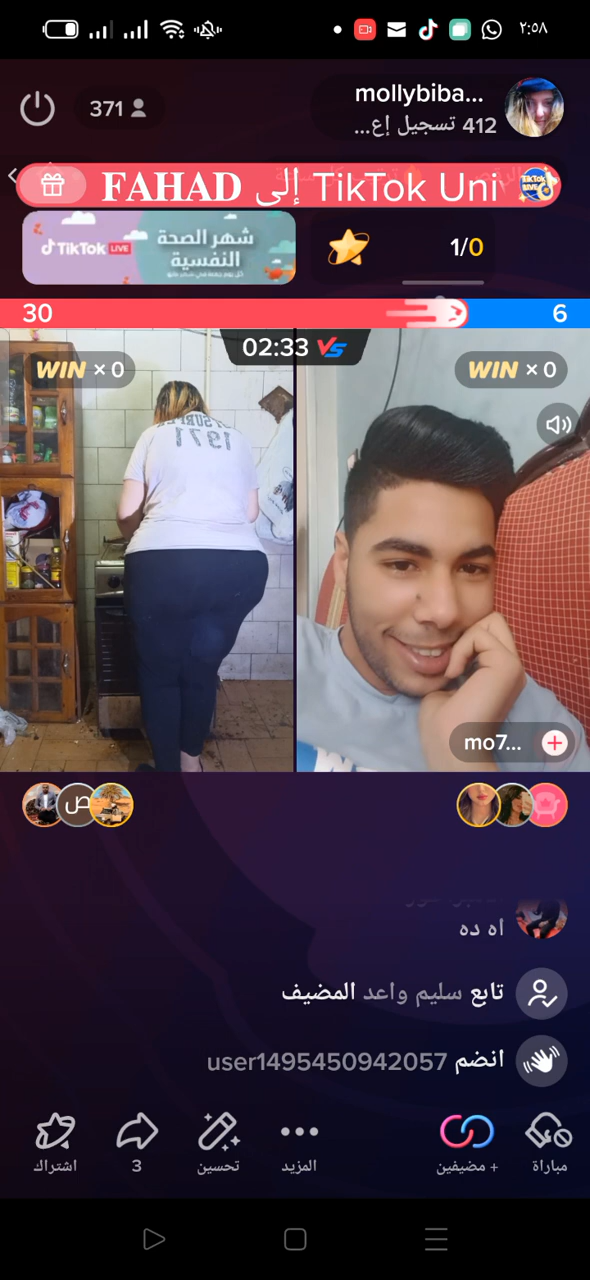 ٢:٥٨
mollybiba...
412 تسجيل إع...
371
FAHAD إلى TikTok Uni
TikTok LIVE
شهر الصحة
النفسية
1/0
30
6
02:33 VS
WIN × 0
WIN × 0
1971
mo7...
ص
اه ده
تابع سليم واعد المضيف
انضم user1495450942057
اشتراك
3
تحسين
المزيد
+ مضيفين
مباراة